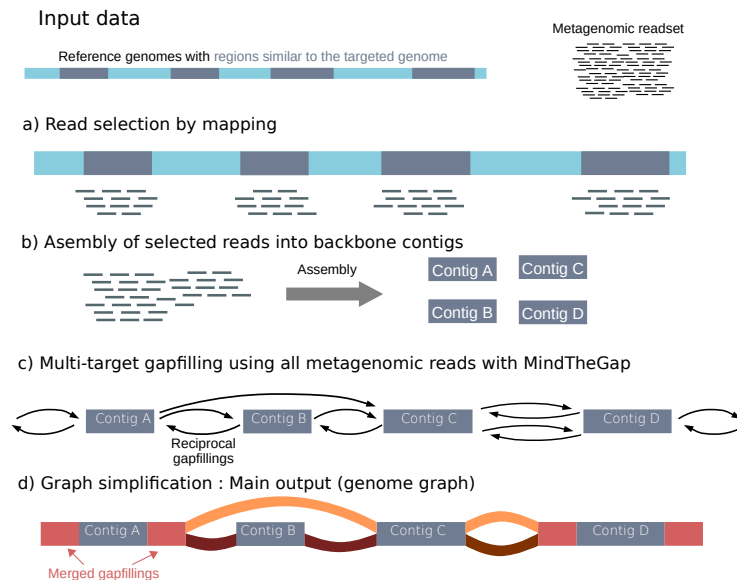 Input data
Metagenomic readset
Reference genomes with regions similar to the targeted genome
a) Read selection by mapping
b) Asembly of selected reads into backbone contigs
Assembly
Contig A
Contig C
Contig B
Contig D
c) Multi-target gapfilling using all metagenomic reads with MindTheGap
Contig A
Contig B
Contig C
Contig D
Reciprocal
gapfillings
d) Graph simplification : Main output (genome graph)
Contig A
Contig B
Contig C
Contig D
Merged gapfillings